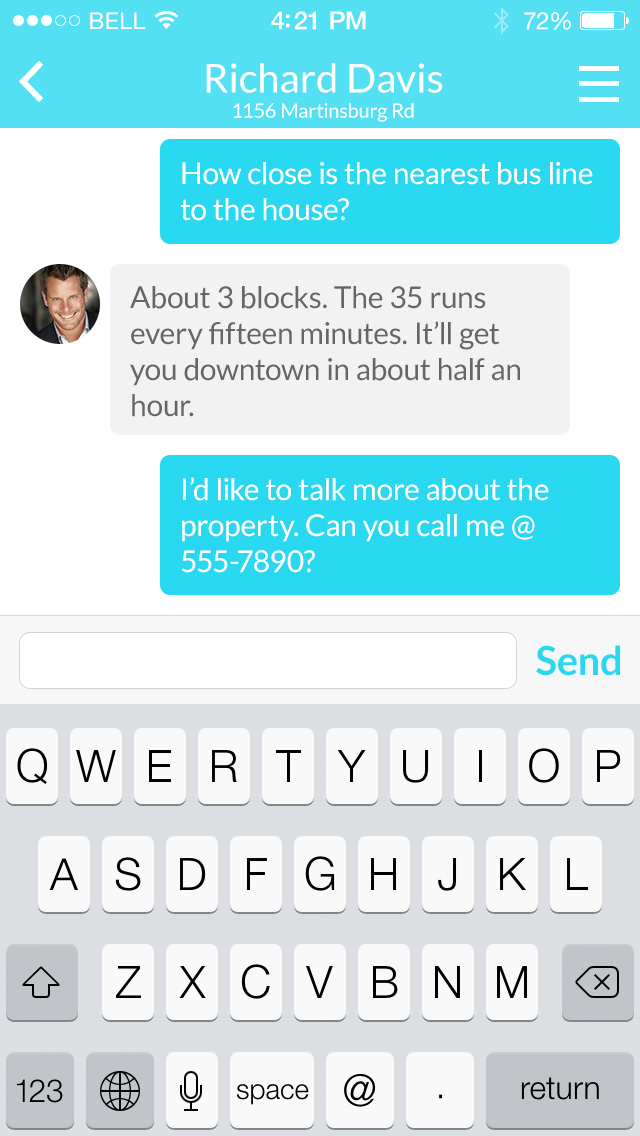 BELL 4:21 PM 72%
Richard Davis
1156 Martinsburg Rd
How close is the nearest bus line
to the house?
About 3 blocks. The 35 runs
every fifteen minutes. It’ll get
you downtown in about half an
hour.
I’d like to talk more about the
property. Can you call me @
555-7890?
Send
Q W E R T Y U I O P
A S D F G H J K L
Z X C V B N M
123 space @ . return